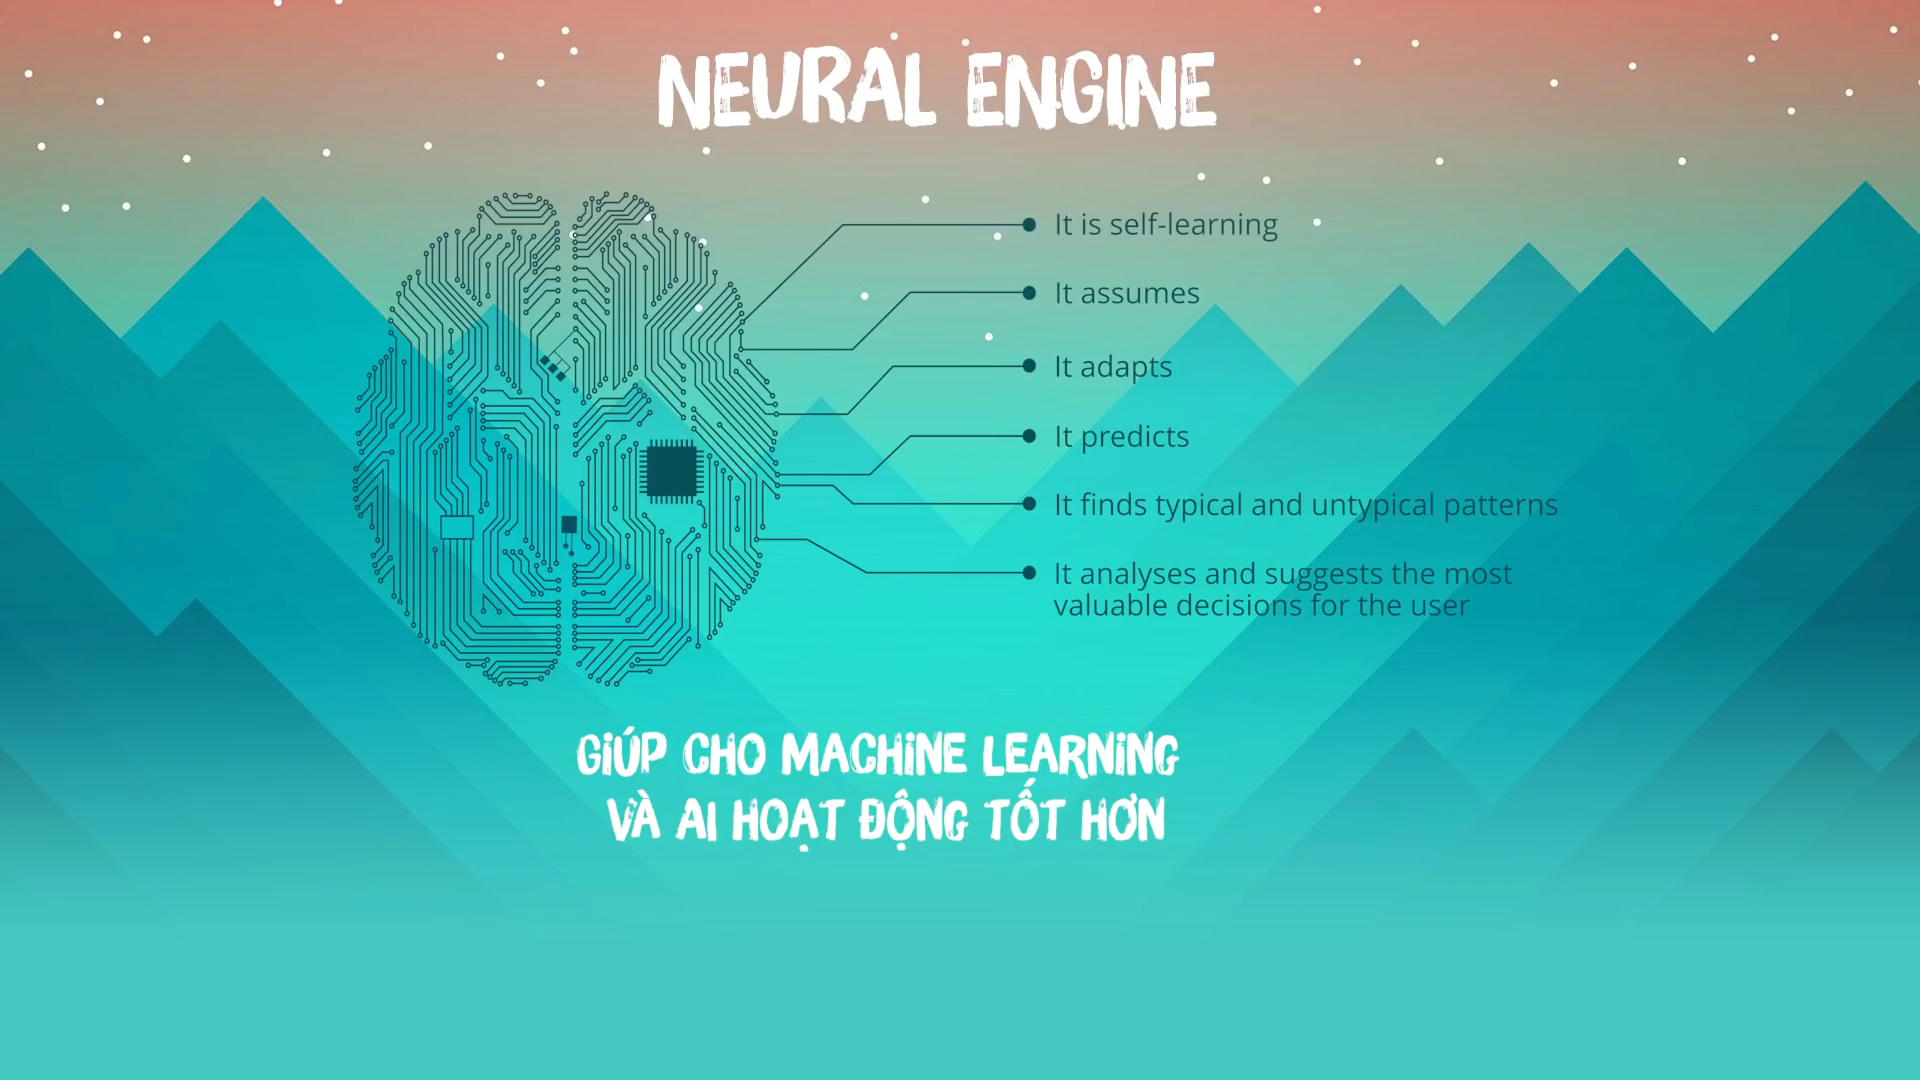 NEURAL ENGINE
It is self-learning
It assumes
It adapts
It predicts
It finds typical and untypical patterns
It analyses and suggests the most
valuable decisions for the user
GIÚP CHO MACHINE LEARNING
VÀ AI HOẠT ĐỘNG TỐT HƠN